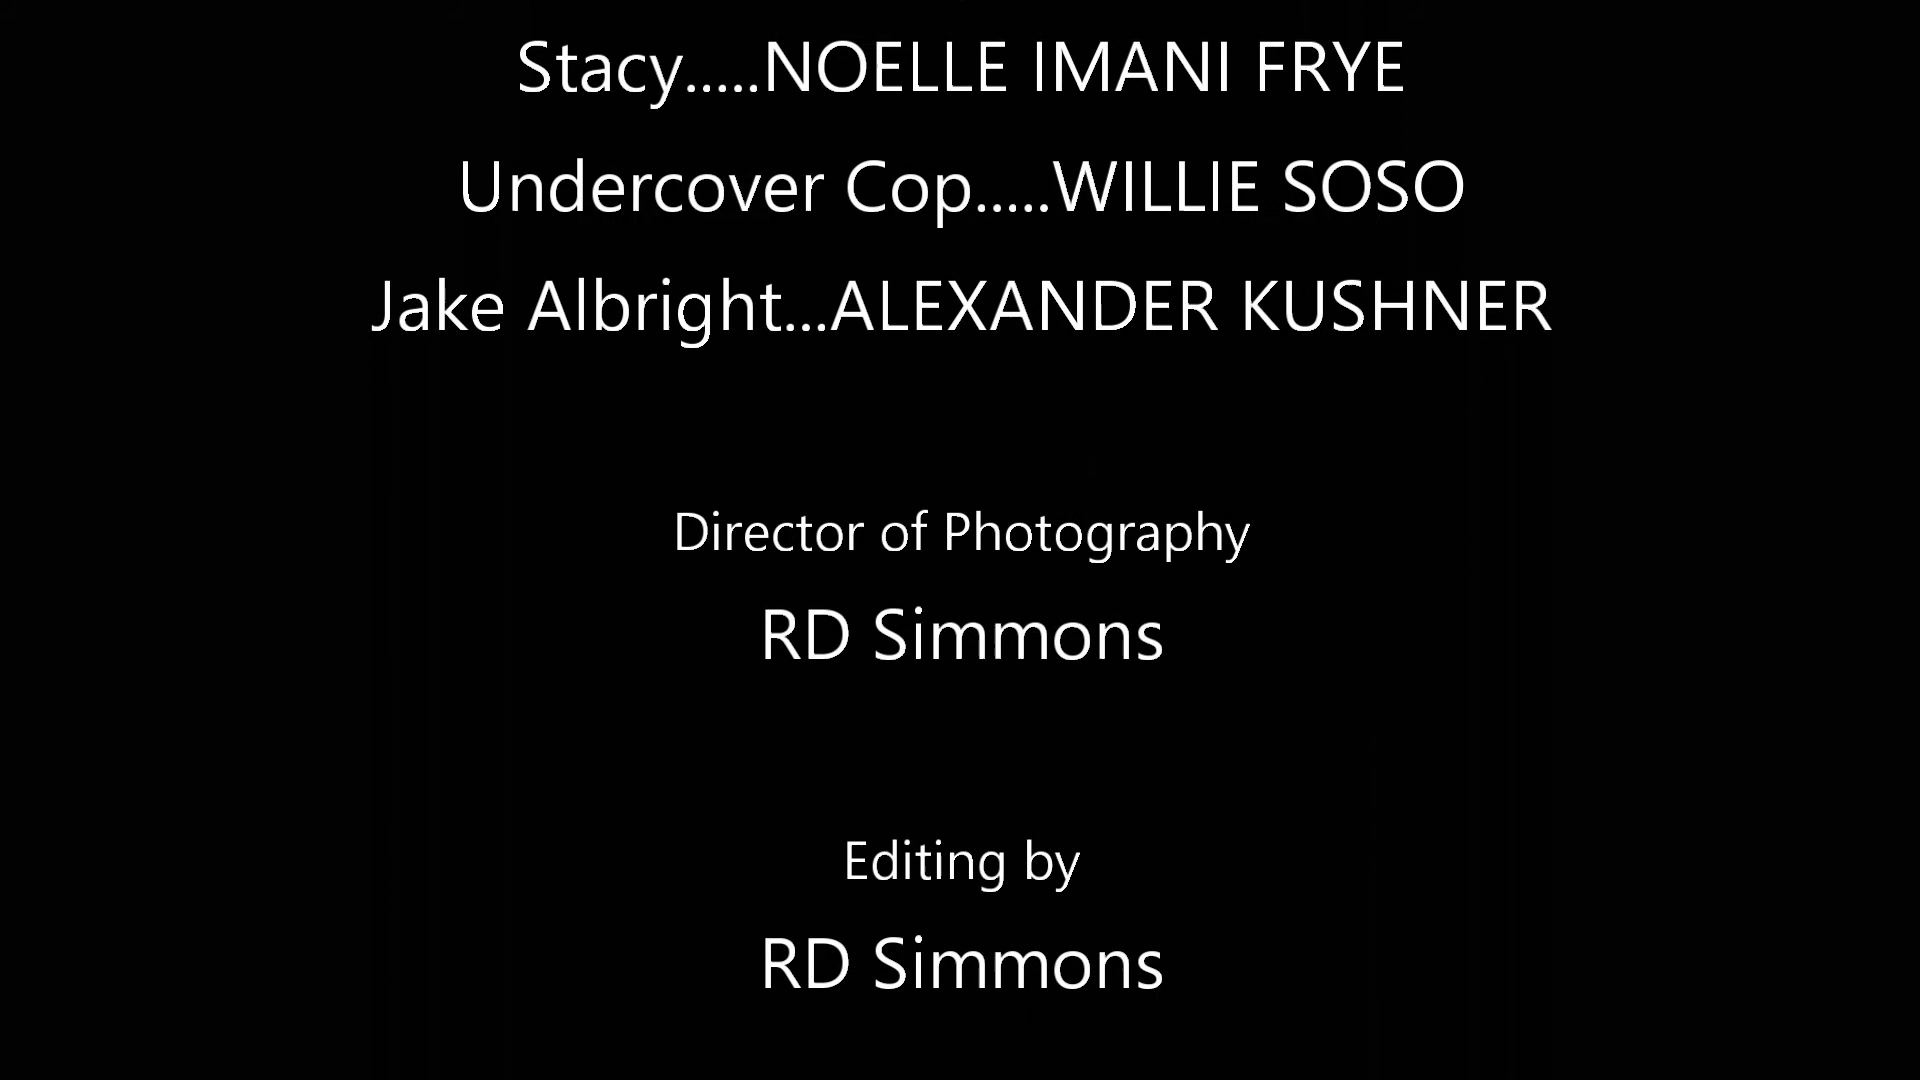 Stacy.....NOELLE IMANI FRYE
Undercover Cop.....WILLIE SOSO
Jake Albright...ALEXANDER KUSHNER
Director of Photography
RD Simmons
Editing by
RD Simmons